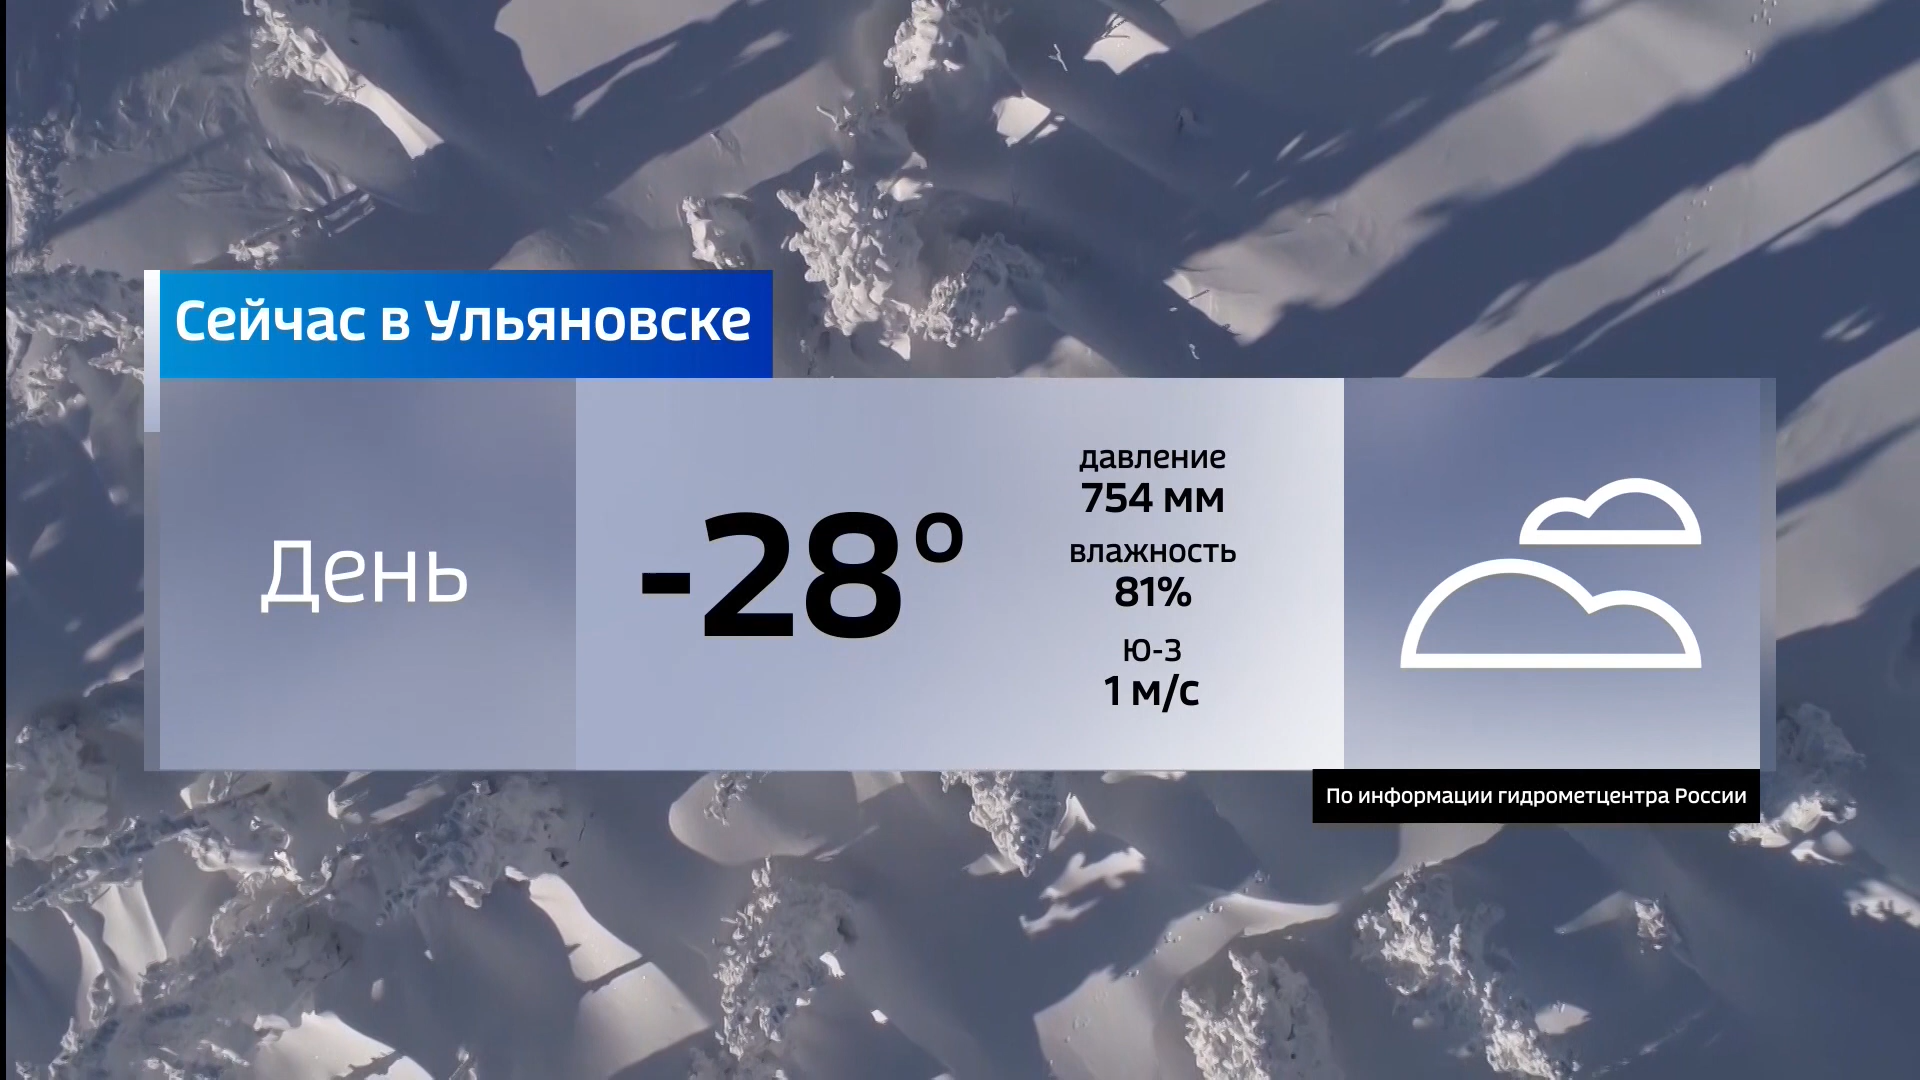 Сейчас в Ульяновске
День
-28°
давление
754 мм
влажность
81%
Ю-З
1 м/с
По информации гидрометцентра России